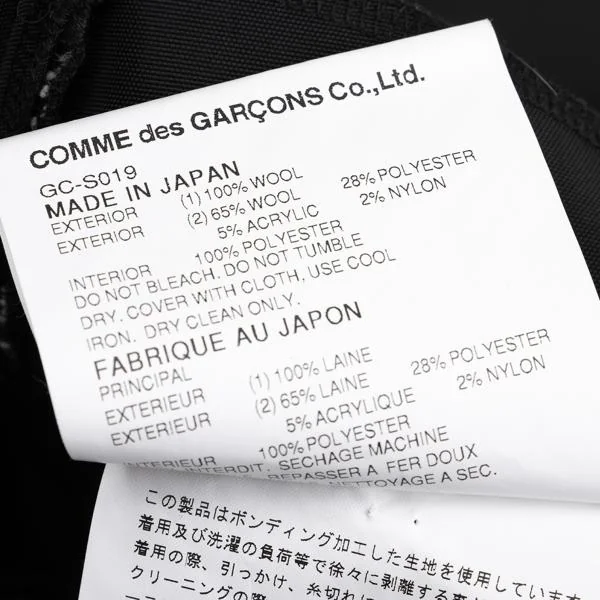 COMME des GARÇONS Co.,Ltd.
GC-S019
MADE IN JAPAN
EXTERIOR (1) 100% WOOL
EXTERIOR (2) 65% WOOL 28% POLYESTER
5% ACRYLIC 2% NYLON
INTERIOR 100% POLYESTER
DO NOT BLEACH. DO NOT TUMBLE
DRY. COVER WITH CLOTH, USE COOL
IRON. DRY CLEAN ONLY.
FABRIQUE AU JAPON
PRINCIPAL
EXTERIEUR (1) 100% LAINE
EXTERIEUR (2) 65% LAINE 28% POLYESTER
5% ACRYLIQUE 2% NYLON
INTERIEUR 100% POLYESTER
INTERDIT. SECHAGE MACHINE
REPASSER A FER DOUX
NETTOYAGE A SEC.
この製品はボンディング加工した生地を使用しています
着用及び洗濯の負荷等で徐々に剥離する
着用の際、引っかけ、糸切れ
クリーニングの際